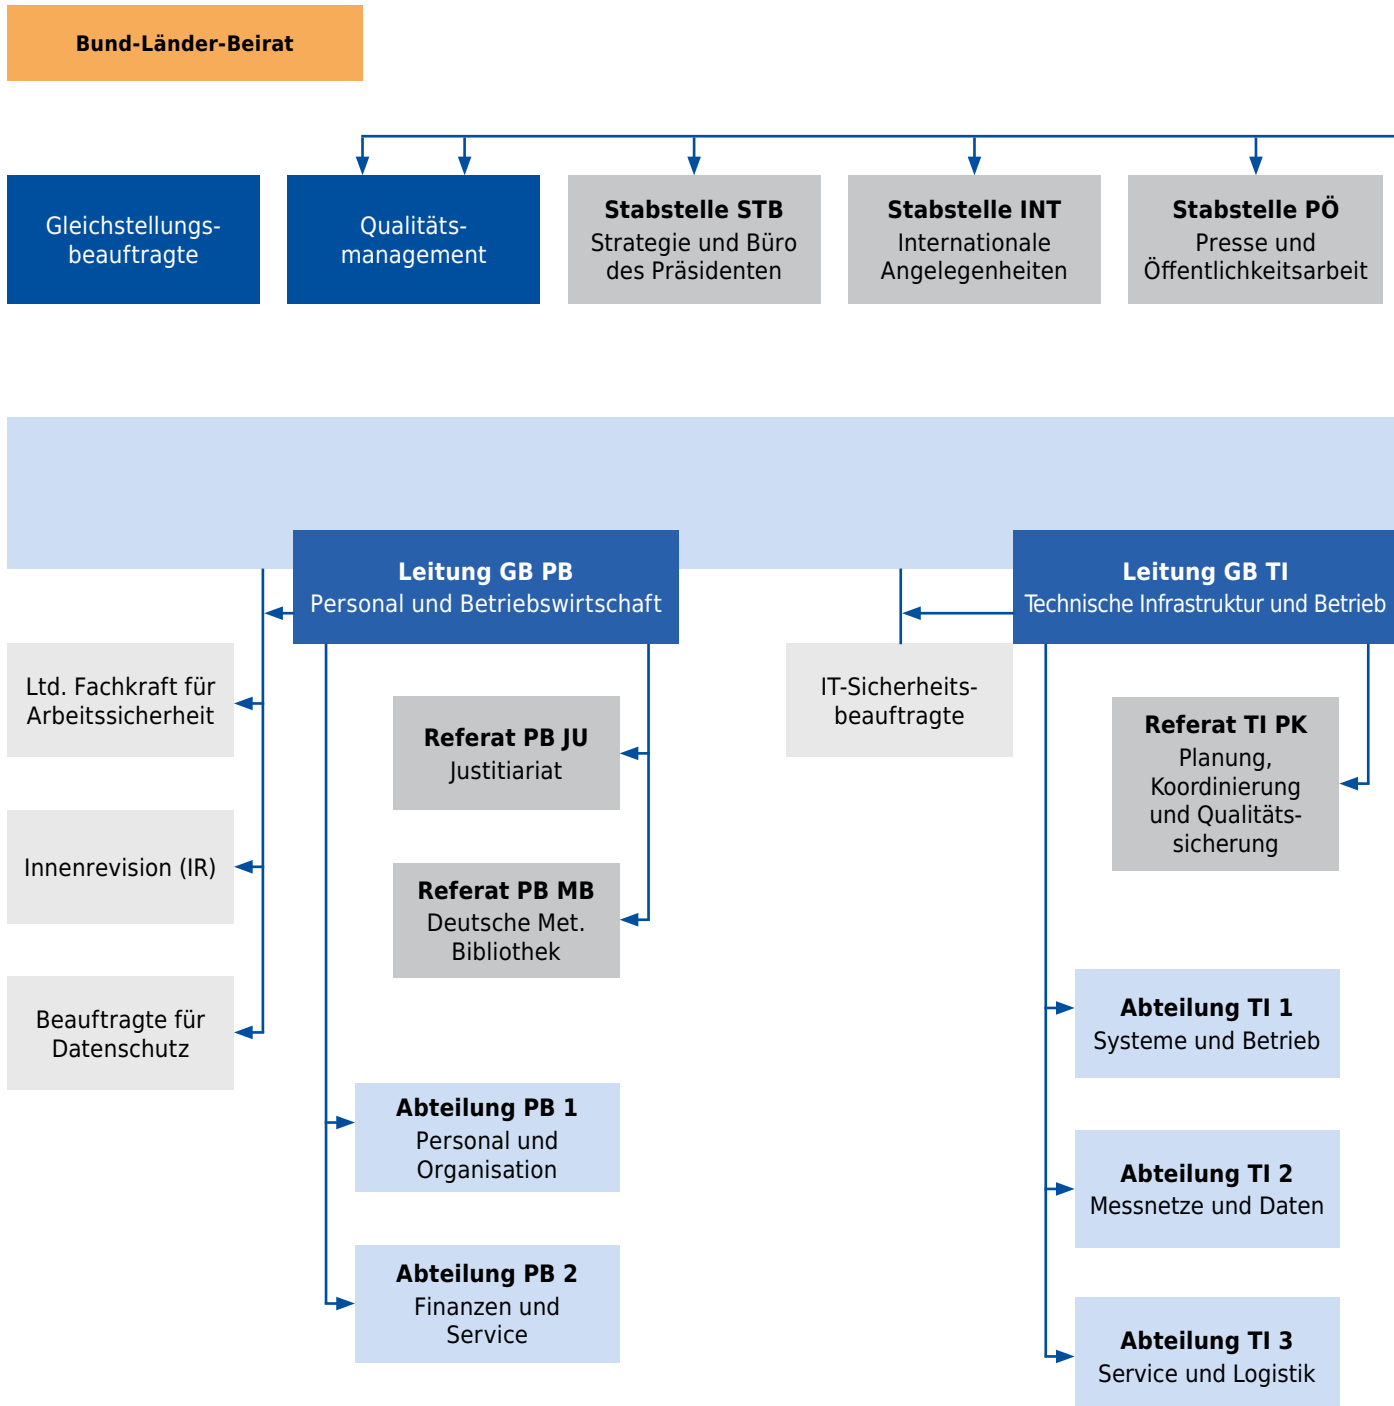 Bund-Länder-Beirat
Gleichstellungs-
beauftragte
Qualitäts-
management
Stabstelle STB
Strategie und Büro
des Präsidenten
Stabstelle INT
Internationale
Angelegenheiten
Stabstelle PÖ
Presse und
Öffentlichkeitsarbeit
Leitung GB PB
Personal und Betriebswirtschaft
Ltd. Fachkraft für
Arbeitssicherheit
Innenrevision (IR)
Beauftragte für
Datenschutz
Referat PB JU
Justitiariat
Referat PB MB
Deutsche Met.
Bibliothek
Abteilung PB 1
Personal und
Organisation
Abteilung PB 2
Finanzen und
Service
Leitung GB TI
Technische Infrastruktur und Betrieb
IT-Sicherheits-
beauftragte
Referat TI PK
Planung,
Koordinierung
und Qualitäts-
sicherung
Abteilung TI 1
Systeme und Betrieb
Abteilung TI 2
Messnetze und Daten
Abteilung TI 3
Service und Logistik